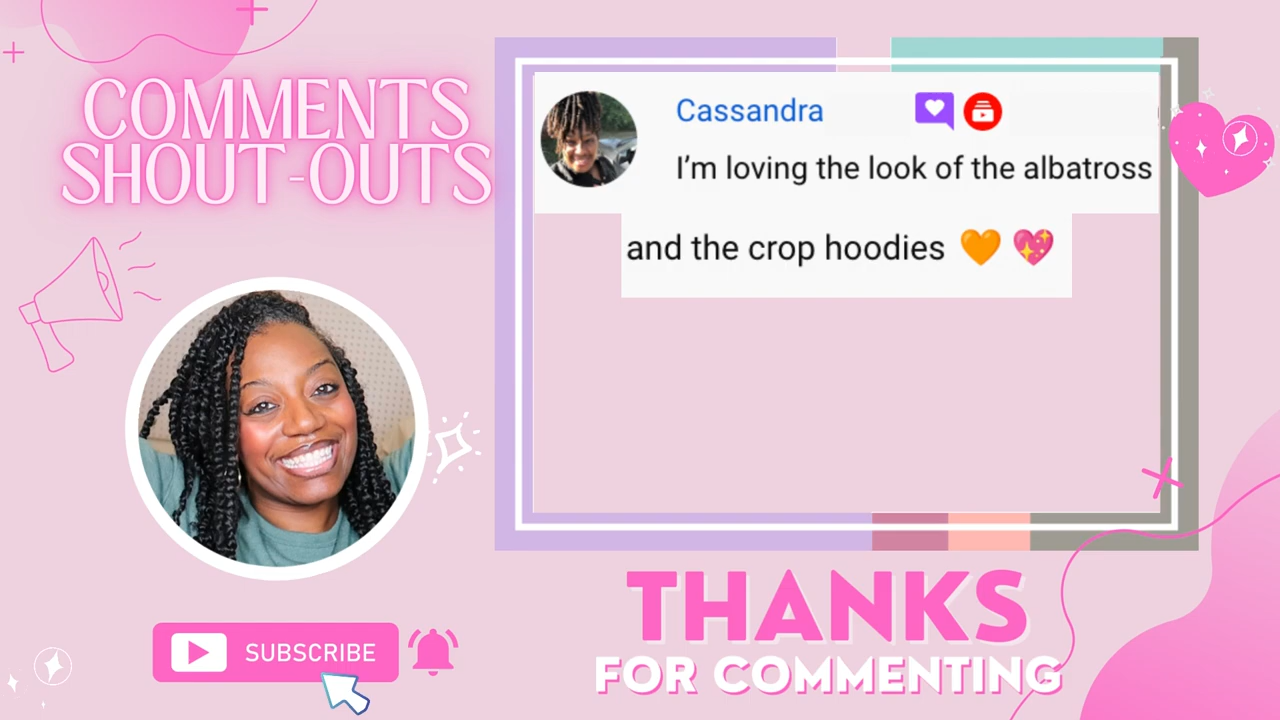 COMMENTS
SHOUT-OUTS
Cassandra
I'm loving the look of the albatross
and the crop hoodies 🧡 💖
SUBSCRIBE
THANKS
FOR COMMENTING